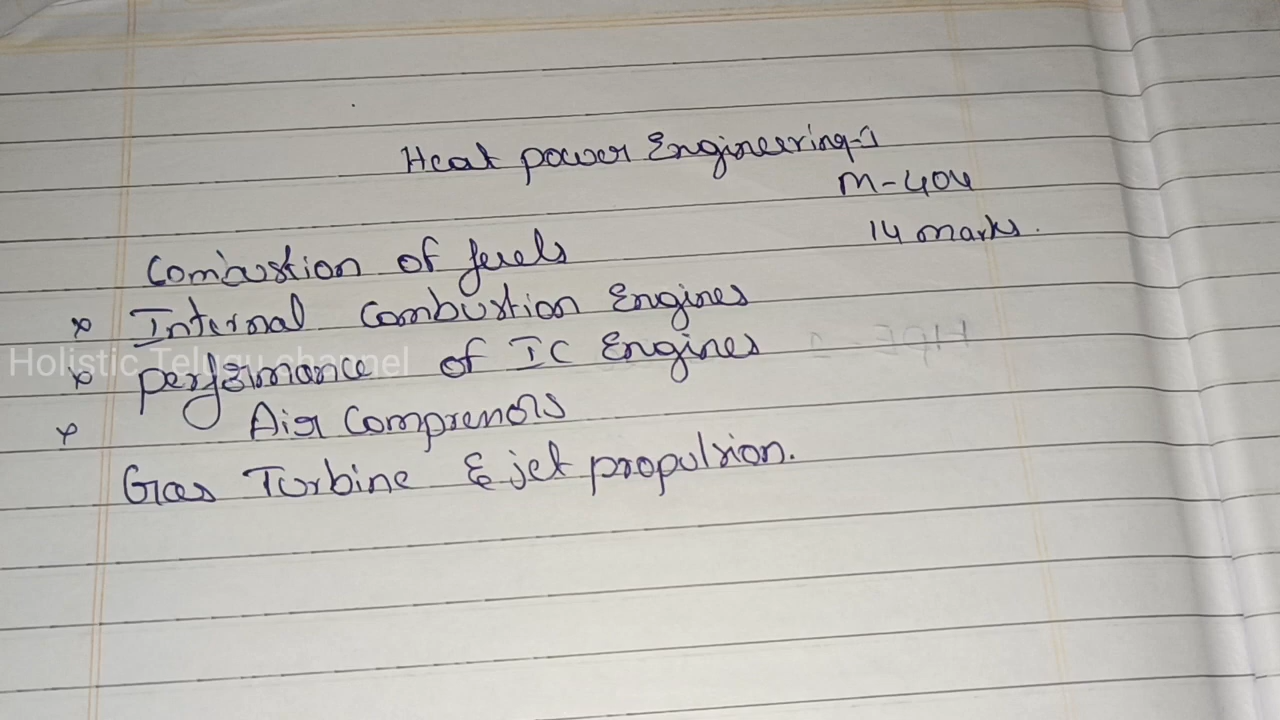 Heat power Engineering-1
M-404
14 marks.
Combustion of fuels
x Internal Combustion Engines
Holistic Telugu channel
x performance of IC Engines
x Air Compressors
Gas Turbine & jet propulsion.